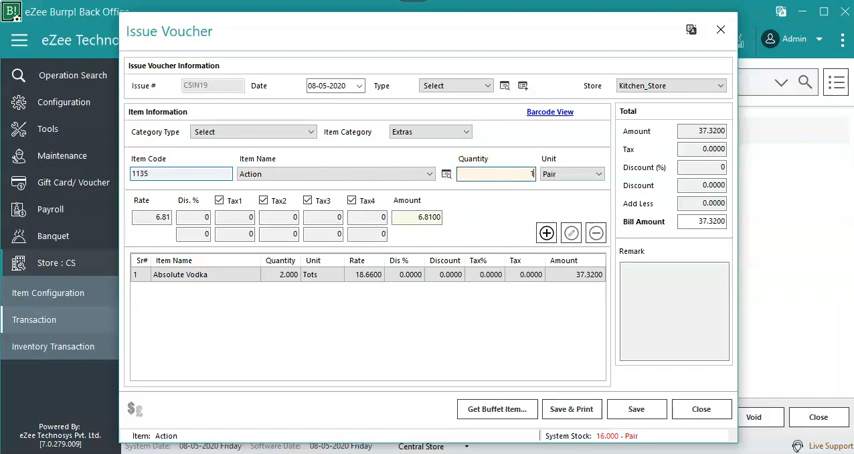 B! eZee Burrp! Back Office
eZee Techno
Admin
Operation Search
Configuration
Tools
Maintenance
Gift Card/ Voucher
Payroll
Banquet
Store : CS
Item Configuration
Transaction
Inventory Transaction
Powered By:
eZee Technosys Pvt. Ltd.
[7.0.279.009]
Issue Voucher
Issue Voucher Information
Issue # CSIN19 Date 08-05-2020 Type Select Store Kitchen_Store
Item Information Barcode View
Category Type Select Item Category Extras
Item Code Item Name Quantity Unit
1135 Action 1 Pair
Rate Dis. % Tax1 Tax2 Tax3 Tax4 Amount
6.81 0 0 0 0 0 6.8100
0 0 0 0 0
Sr# Item Name Quantity Unit Rate Dis % Discount Tax% Tax Amount
1 Absolute Vodka 2.000 Tots 18.6600 0.0000 0.0000 0.0000 0.0000 37.3200
Total
Amount 37.3200
Tax 0.0000
Discount (%) 0
Discount 0.0000
Add Less 0.0000
Bill Amount 37.3200
Remark
Get Buffet Item... Save & Print Save Close
Item: Action System Stock: 16.000 - Pair
Void Close
System Date: 08-05-2020 Friday Software Date: 08-05-2020 Friday Central Store Live Support